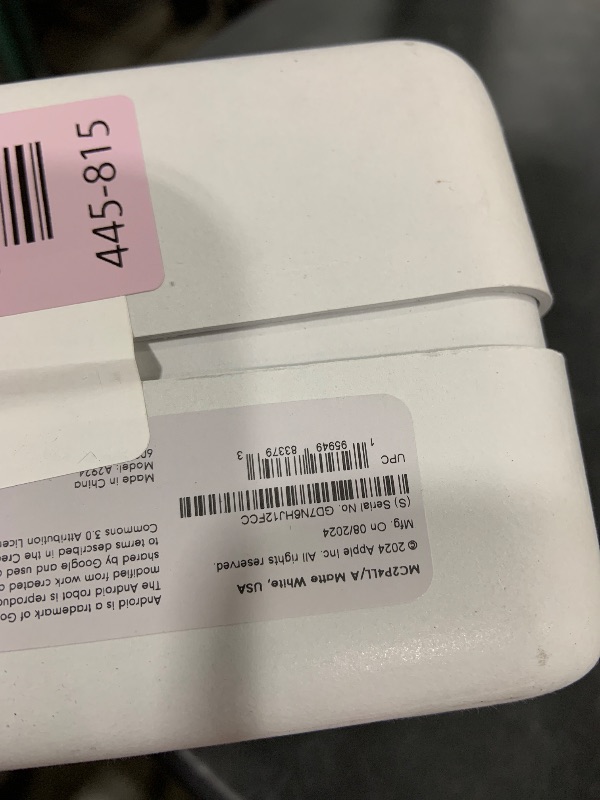 445-815
MC2P4LL/A Matte White, USA
© 2024 Apple Inc. All rights reserved.
Mfg. On 08/2024
(S) Serial No. GD7N6HJ12FCC
UPC
1 95949 83379 3
Android is a trademark of Go
The Android robot is reproduc
modified from work created a
shared by Google and used
terms described in the Cre
Commons 3.0 Attribution Lice
Made in China
Model: A2924